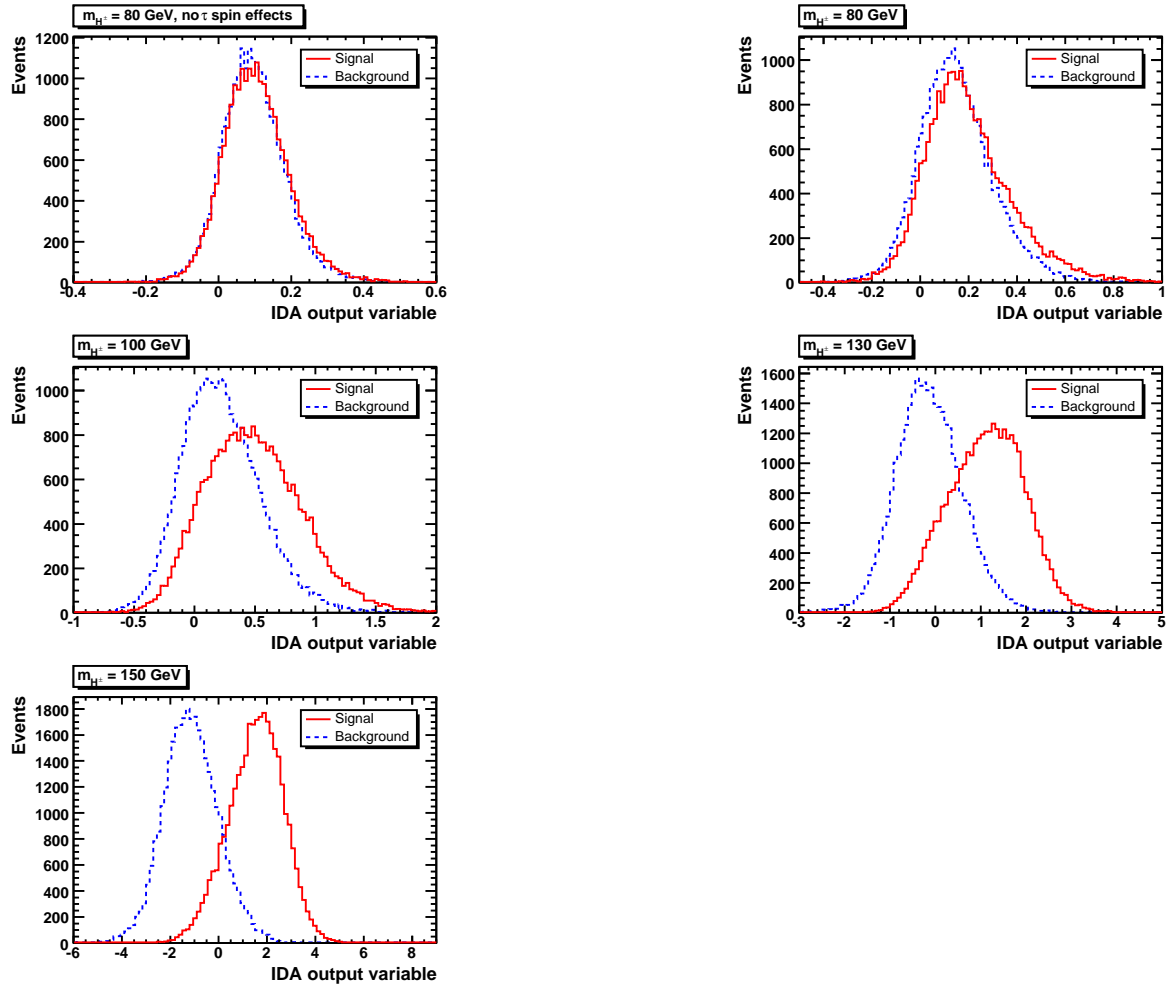 m_H± = 80 GeV, no τ spin effects
Events
1200
1000
800
600
400
200
0
Signal
Background
-0.4 -0.2 0 0.2 0.4 0.6
IDA output variable
m_H± = 80 GeV
Events
1000
800
600
400
200
0
Signal
Background
-0.4 -0.2 0 0.2 0.4 0.6 0.8 1
IDA output variable
m_H± = 100 GeV
Events
1000
800
600
400
200
0
Signal
Background
-1 -0.5 0 0.5 1 1.5 2
IDA output variable
m_H± = 130 GeV
Events
1600
1400
1200
1000
800
600
400
200
0
Signal
Background
-3 -2 -1 0 1 2 3 4 5
IDA output variable
m_H± = 150 GeV
Events
1800
1600
1400
1200
1000
800
600
400
200
0
Signal
Background
-6 -4 -2 0 2 4 6 8
IDA output variable